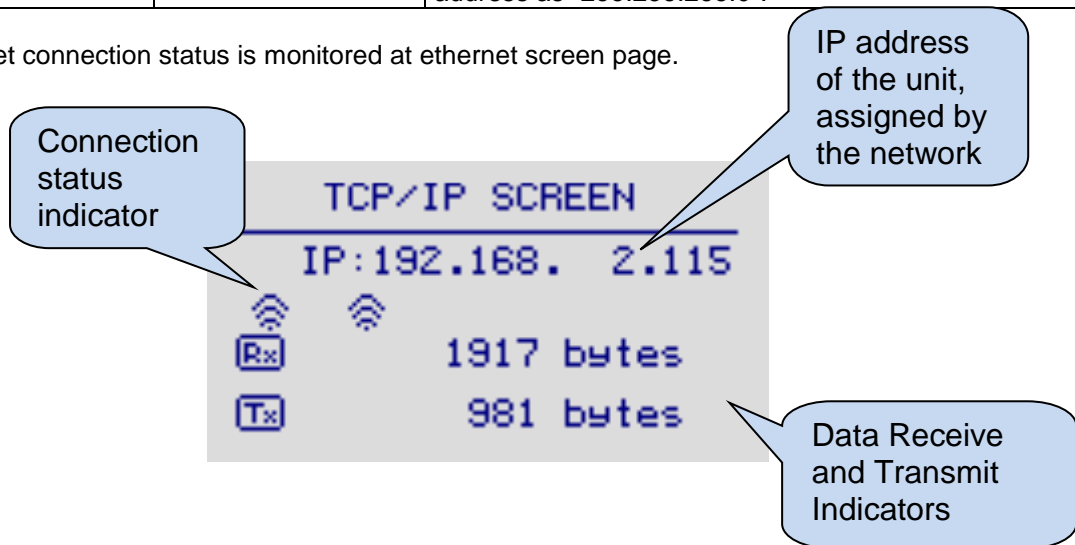 et connection status is monitored at ethernet screen page.
IP address
of the unit,
assigned by
the network
Connection
status
indicator
TCP/IP SCREEN
IP:192.168. 2.115
Rx 1917 bytes
Tx 981 bytes
Data Receive
and Transmit
Indicators